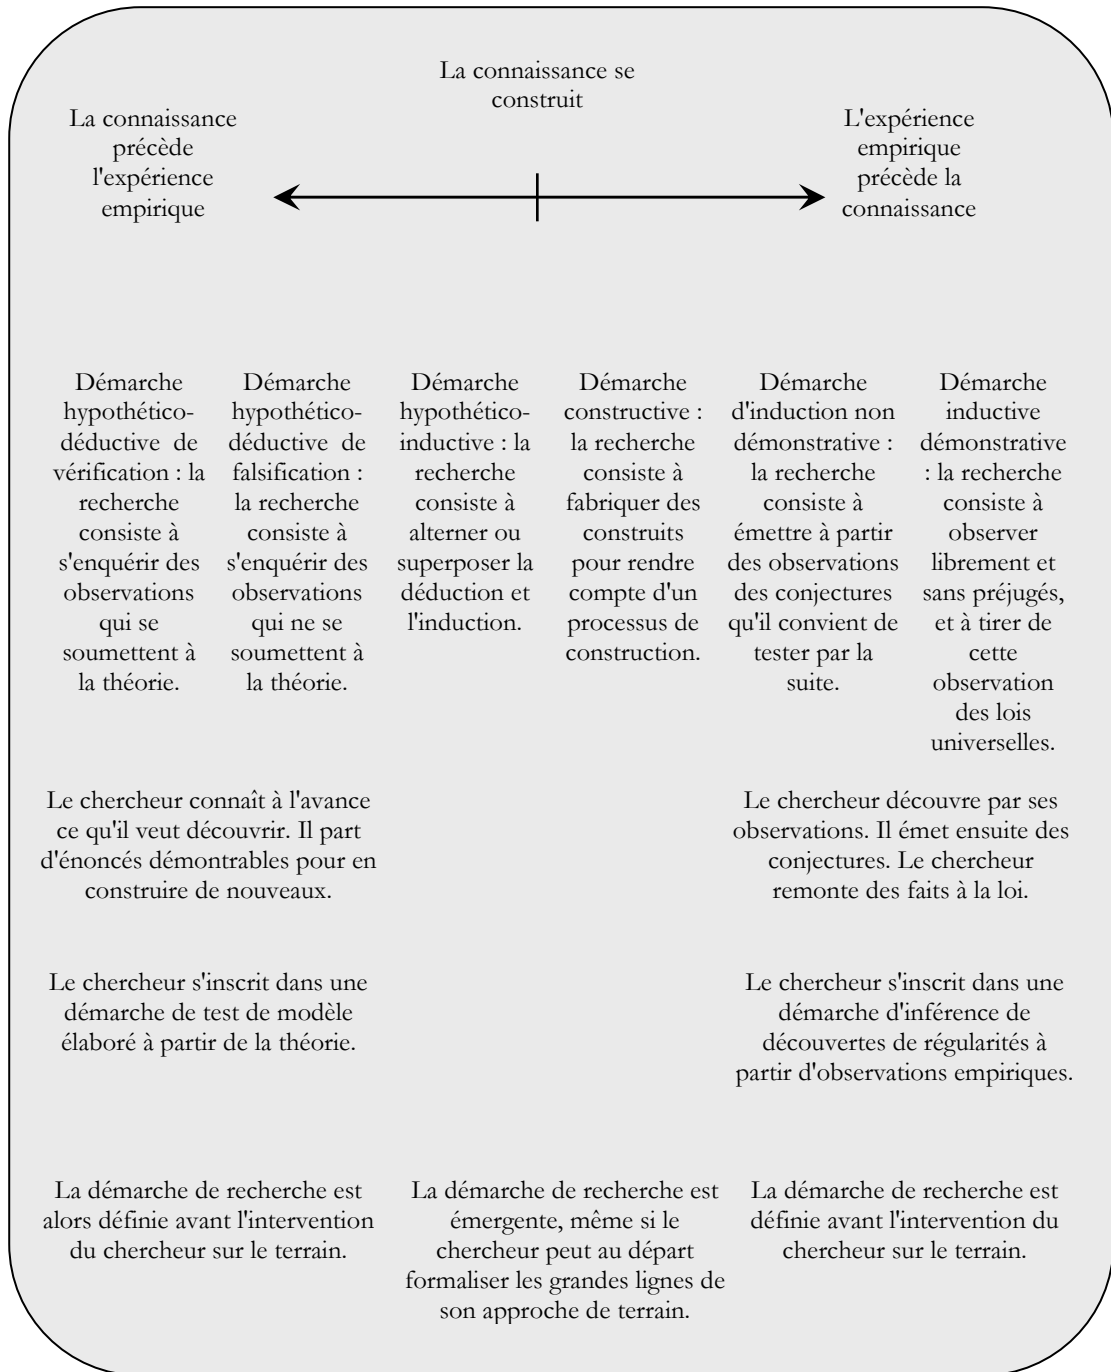 La connaissance se
construit
La connaissance
précède
l'expérience
empirique
L'expérience
empirique
précède la
connaissance
Démarche
hypothético-
déductive de
vérification : la
recherche
consiste à
s'enquérir des
observations
qui se
soumettent à
la théorie.
Démarche
hypothético-
déductive de
falsification :
la recherche
consiste à
s'enquérir des
observations
qui ne se
soumettent à
la théorie.
Démarche
hypothético-
inductive : la
recherche
consiste à
alterner ou
superposer la
déduction et
l'induction.
Démarche
constructive :
la recherche
consiste à
fabriquer des
construits
pour rendre
compte d'un
processus de
construction.
Démarche
d'induction non
démonstrative :
la recherche
consiste à
émettre à partir
des observations
des conjectures
qu'il convient de
tester par la
suite.
Démarche
inductive
démonstrative
: la recherche
consiste à
observer
librement et
sans préjugés,
et à tirer de
cette
observation
des lois
universelles.
Le chercheur connaît à l'avance
ce qu'il veut découvrir. Il part
d'énoncés démontrables pour en
construire de nouveaux.
Le chercheur découvre par ses
observations. Il émet ensuite des
conjectures. Le chercheur
remonte des faits à la loi.
Le chercheur s'inscrit dans une
démarche de test de modèle
élaboré à partir de la théorie.
Le chercheur s'inscrit dans une
démarche d'inférence de
découvertes de régularités à
partir d'observations empiriques.
La démarche de recherche est
alors définie avant l'intervention
du chercheur sur le terrain.
La démarche de recherche est
émergente, même si le
chercheur peut au départ
formaliser les grandes lignes de
son approche de terrain.
La démarche de recherche est
définie avant l'intervention du
chercheur sur le terrain.